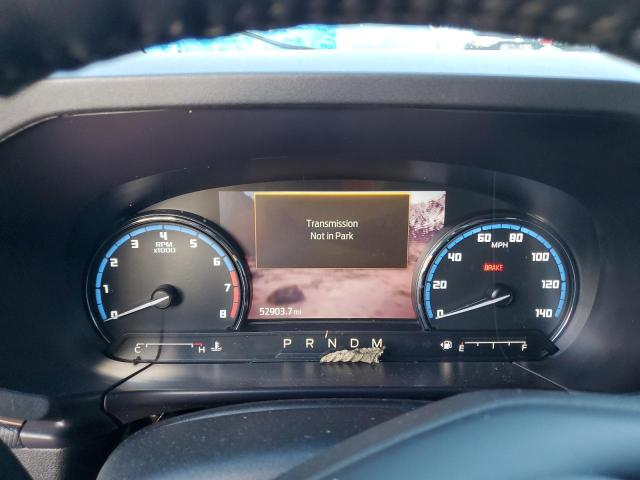 Transmission
Not in Park
0 1 2 3 4 5 6 7 8
RPM
x1000
52903.7 mi
0 20 40 60 80 100 120 140
MPH
BRAKE
C H
P R N D M
E F